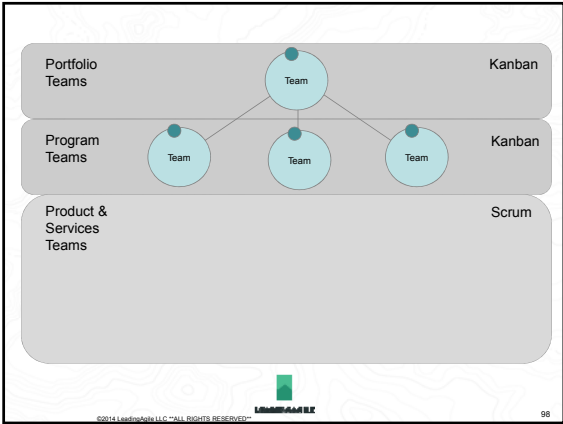 Portfolio
Teams
Kanban
Team
Program
Teams
Kanban
Team
Team
Team
Product &
Services
Teams
Scrum
LEADINGAGILE
©2014 LeadingAgile LLC **ALL RIGHTS RESERVED**
98